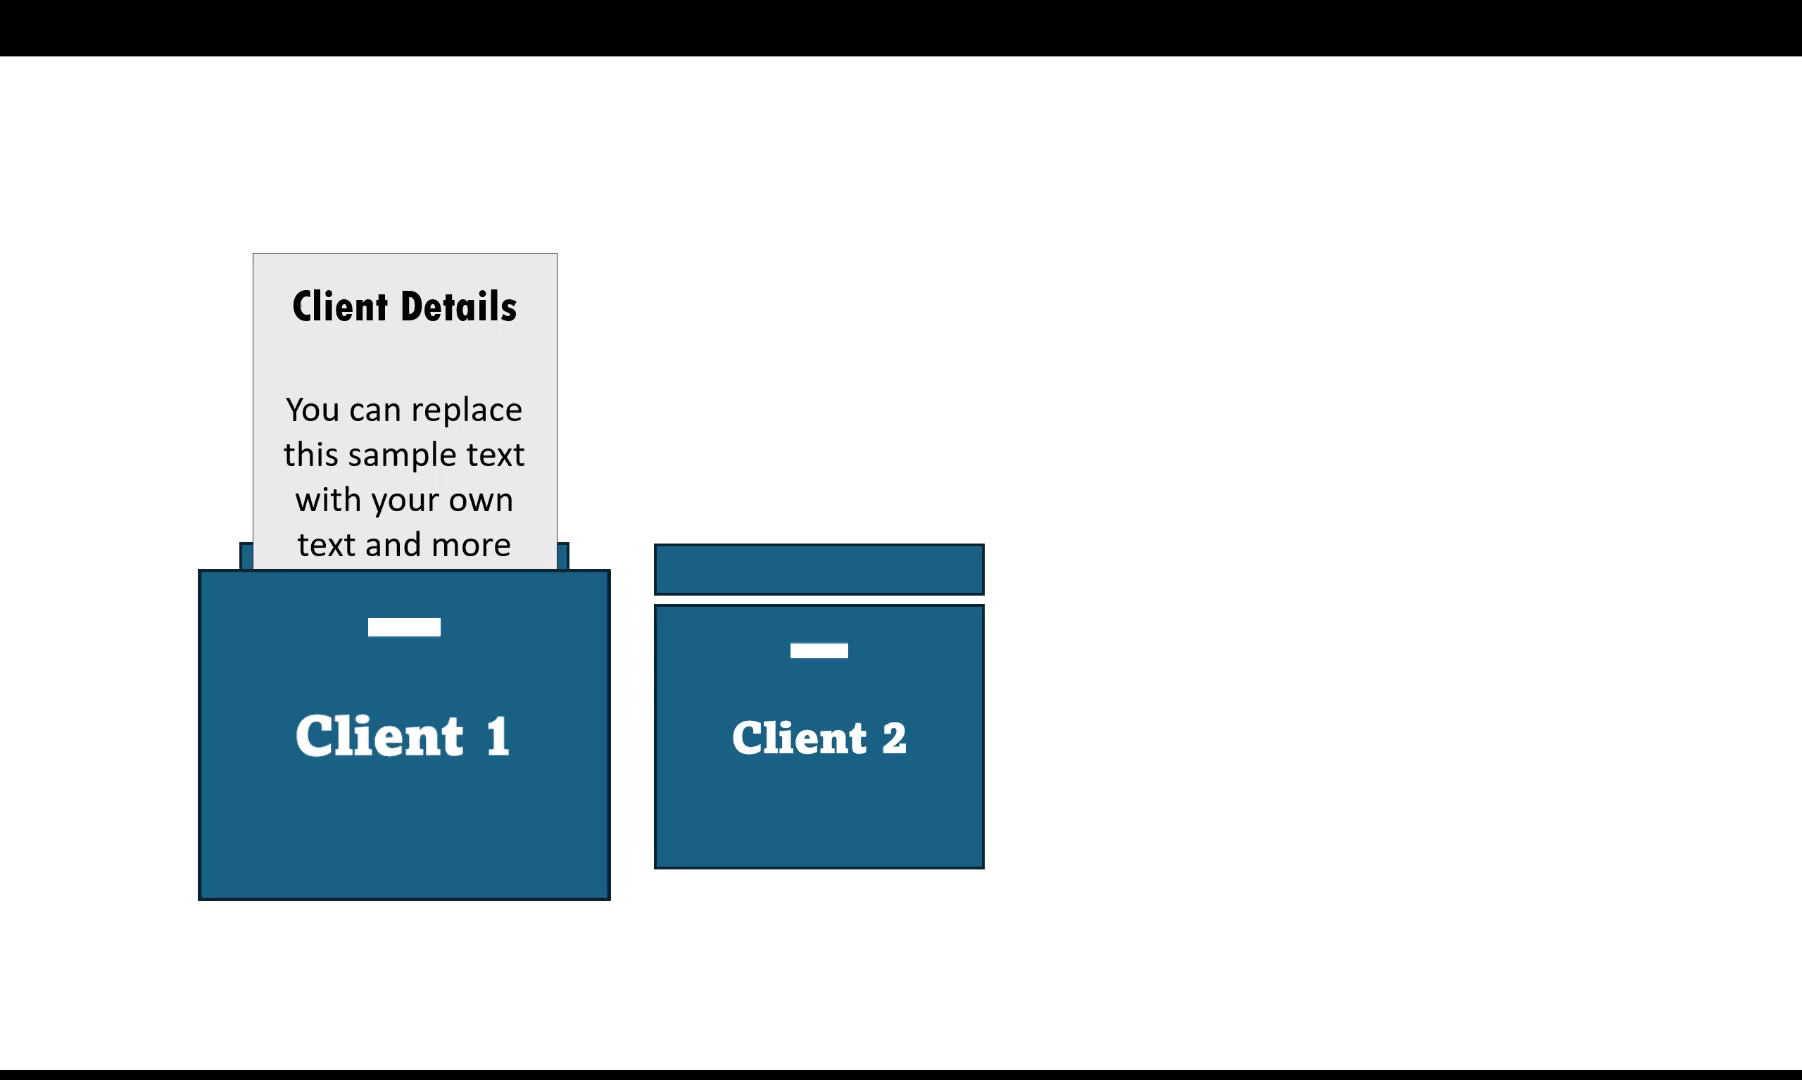 Client Details
You can replace
this sample text
with your own
text and more
Client 1
Client 2